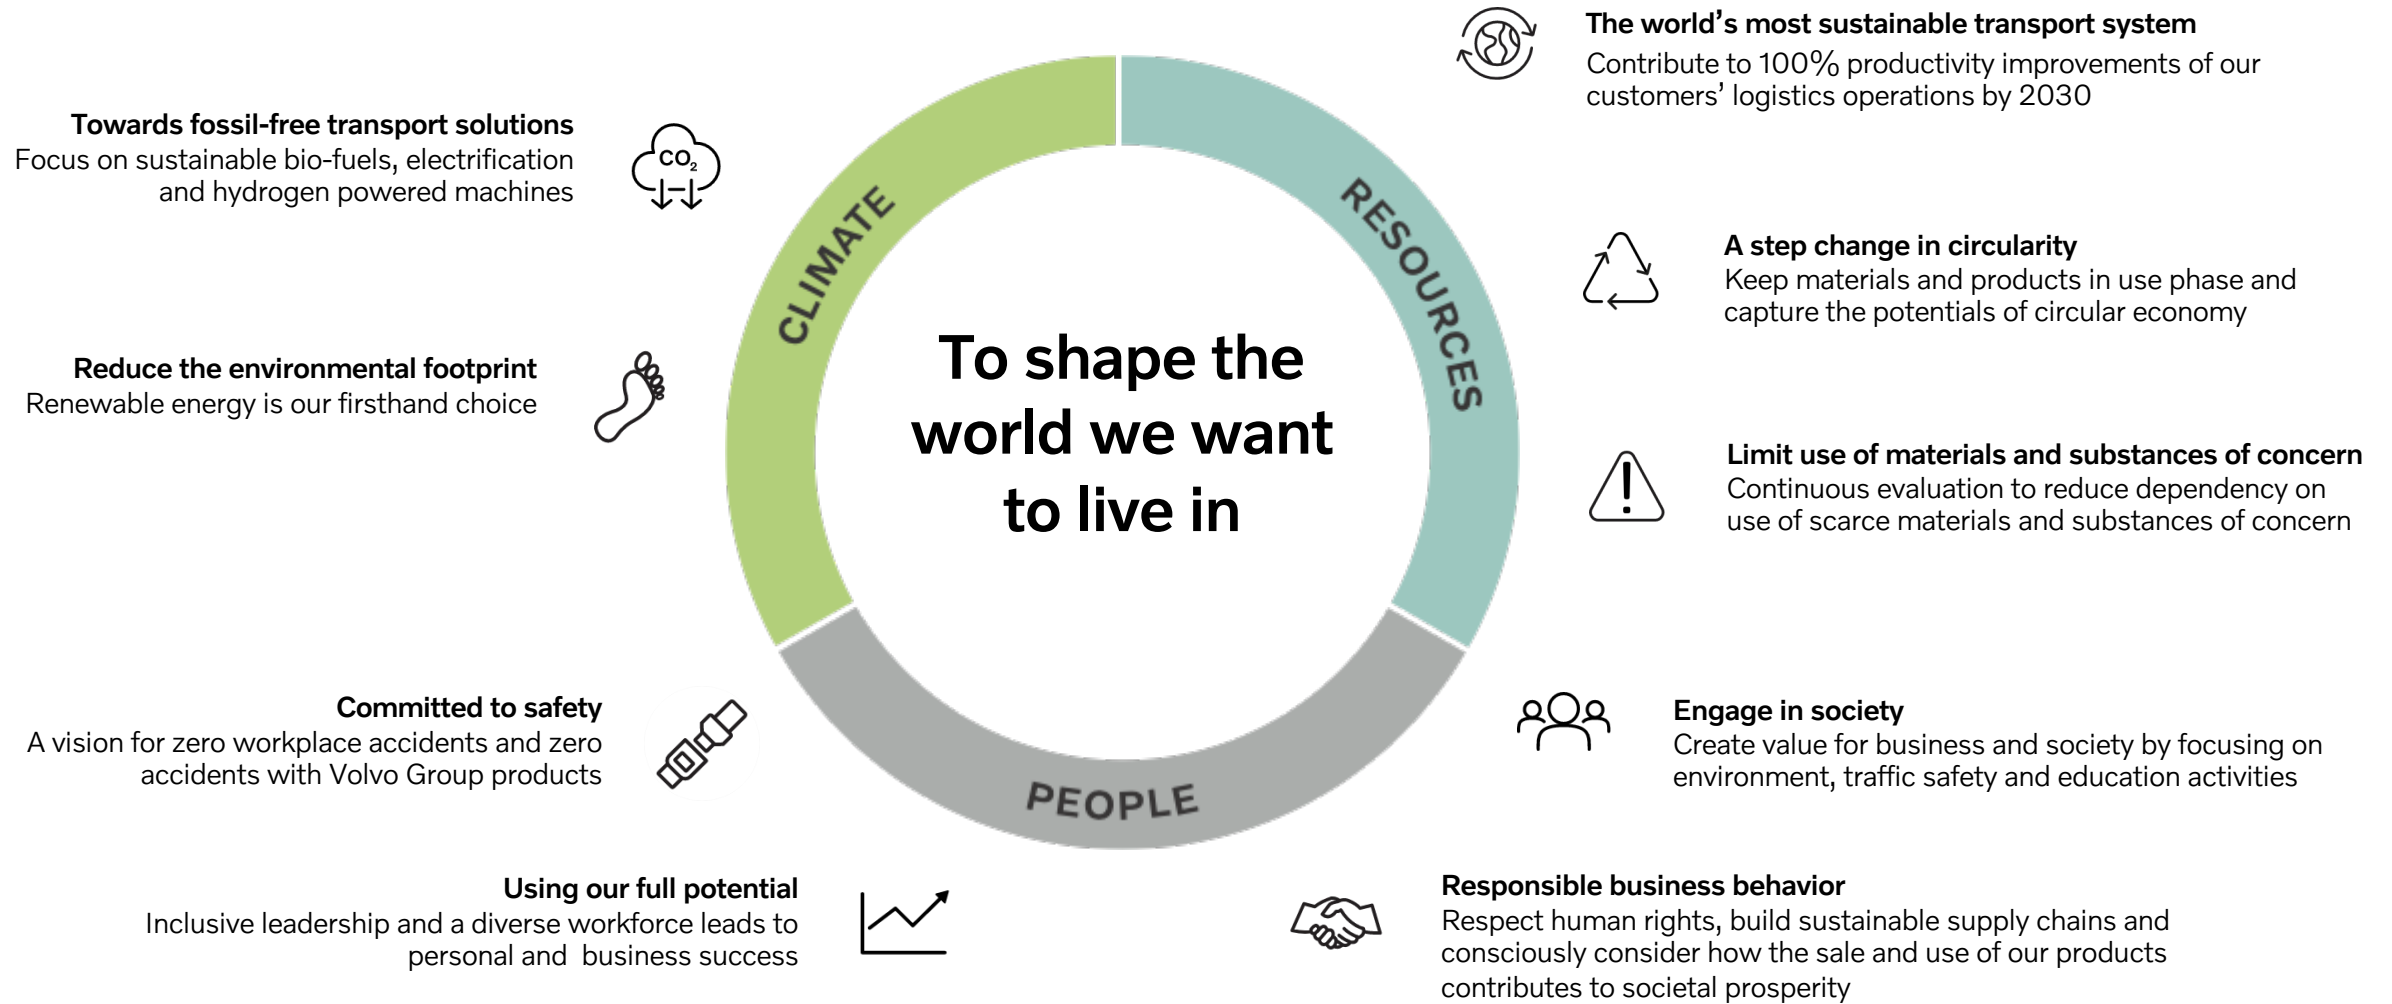 The world's most sustainable transport system
Contribute to 100% productivity improvements of our
customers' logistics operations by 2030
Towards fossil-free transport solutions
Focus on sustainable bio-fuels, electrification
and hydrogen powered machines
CO2
CLIMATE
RESOURCES
A step change in circularity
Keep materials and products in use phase and
capture the potentials of circular economy
Reduce the environmental footprint
Renewable energy is our firsthand choice
To shape the
world we want
to live in
Limit use of materials and substances of concern
Continuous evaluation to reduce dependency on
use of scarce materials and substances of concern
Committed to safety
A vision for zero workplace accidents and zero
accidents with Volvo Group products
PEOPLE
Engage in society
Create value for business and society by focusing on
environment, traffic safety and education activities
Using our full potential
Inclusive leadership and a diverse workforce leads to
personal and  business success
Responsible business behavior
Respect human rights, build sustainable supply chains and
consciously consider how the sale and use of our products
contributes to societal prosperity